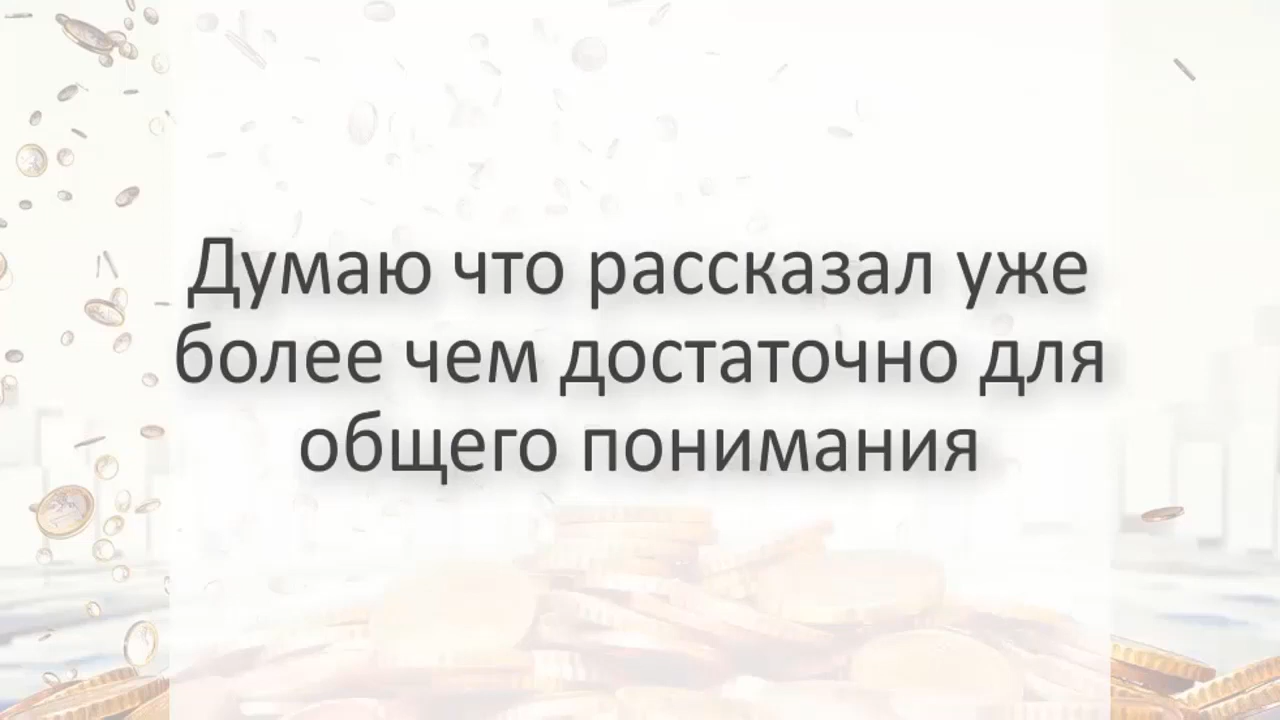 Думаю что рассказал уже
более чем достаточно для
общего понимания